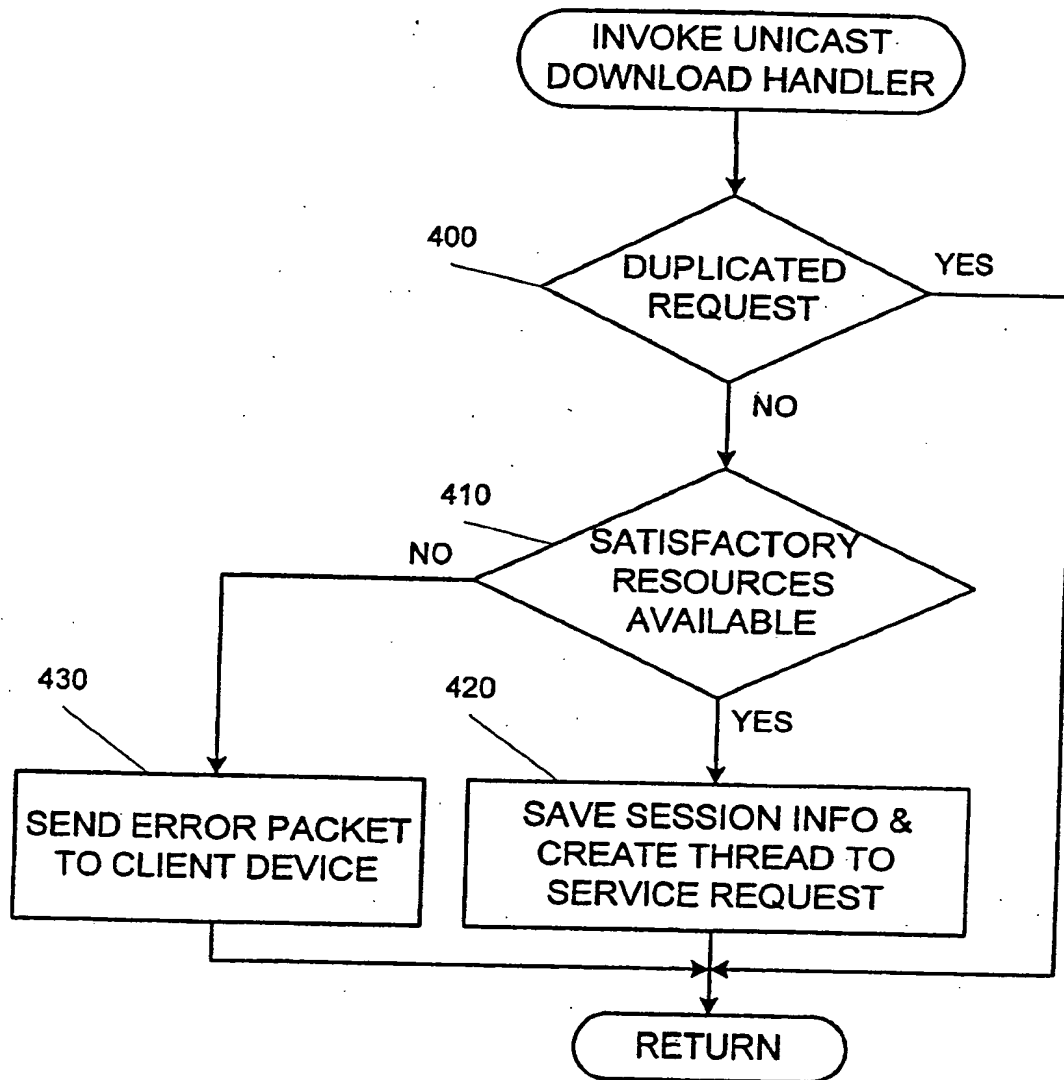 INVOKE UNICAST
DOWNLOAD HANDLER
400
DUPLICATED
REQUEST
YES
NO
410
SATISFACTORY
RESOURCES
AVAILABLE
NO
YES
430
420
SEND ERROR PACKET
TO CLIENT DEVICE
SAVE SESSION INFO &
CREATE THREAD TO
SERVICE REQUEST
RETURN